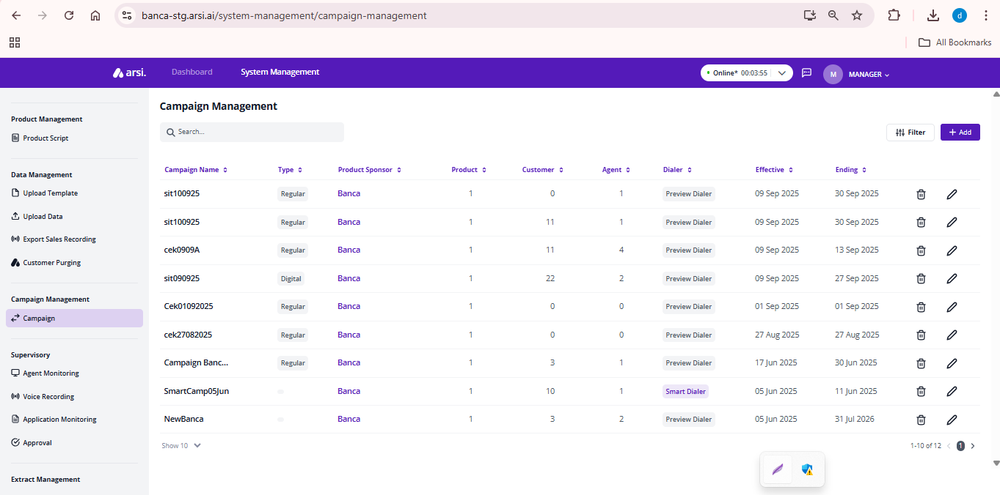 banca-stg.arsi.ai/system-management/campaign-management
d
All Bookmarks
arsi.
Dashboard
System Management
Online* 00:03:55
M
MANAGER
Product Management
Product Script
Data Management
Upload Template
Upload Data
Export Sales Recording
Customer Purging
Campaign Management
Campaign
Supervisory
Agent Monitoring
Voice Recording
Application Monitoring
Approval
Extract Management
Campaign Management
Search...
Filter
+ Add
Campaign Name Type Product Sponsor Product Customer Agent Dialer Effective Ending
sit100925 Regular Banca 1 0 1 Preview Dialer 09 Sep 2025 30 Sep 2025
sit100925 Regular Banca 1 11 1 Preview Dialer 09 Sep 2025 30 Sep 2025
cek0909A Regular Banca 1 11 4 Preview Dialer 09 Sep 2025 13 Sep 2025
sit090925 Digital Banca 1 22 2 Preview Dialer 09 Sep 2025 27 Sep 2025
Cek01092025 Regular Banca 1 0 0 Preview Dialer 01 Sep 2025 01 Sep 2025
cek27082025 Regular Banca 1 0 0 Preview Dialer 27 Aug 2025 27 Aug 2025
Campaign Banc... Regular Banca 1 3 1 Preview Dialer 17 Jun 2025 30 Jun 2025
SmartCamp05Jun Banca 1 10 1 Smart Dialer 05 Jun 2025 11 Jun 2025
NewBanca Banca 1 3 2 Preview Dialer 05 Jun 2025 31 Jul 2026
Show 10
1-10 of 12
1